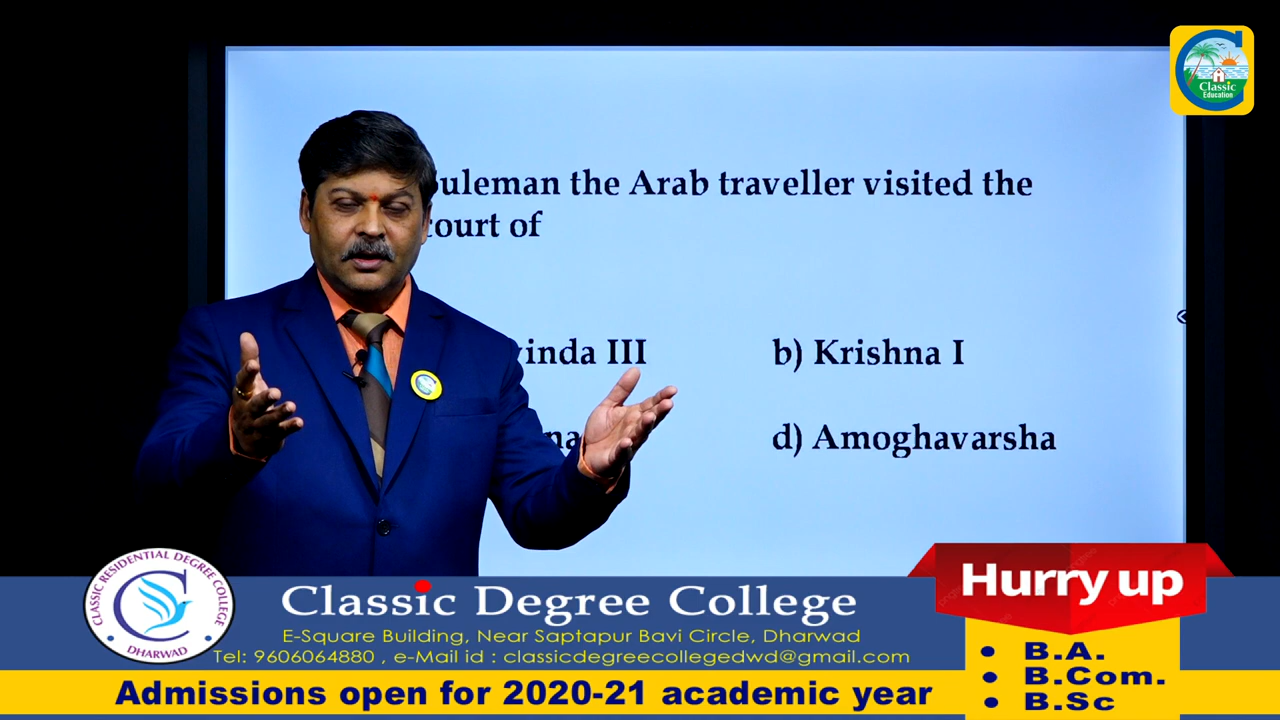 Classic
Education
uleman the Arab traveller visited the
court of
vinda III
b) Krishna I
na
d) Amoghavarsha
CLASSIC RESIDENTIAL DEGREE COLLEGE
DHARWAD
Classic Degree College
E-Square Building, Near Saptapur Bavi Circle, Dharwad
Tel: 9606064880 , e-Mail id : classicdegreecollegedwd@gmail.com
Admissions open for 2020-21 academic year
Hurry up
• B.A.
• B.Com.
• B.Sc